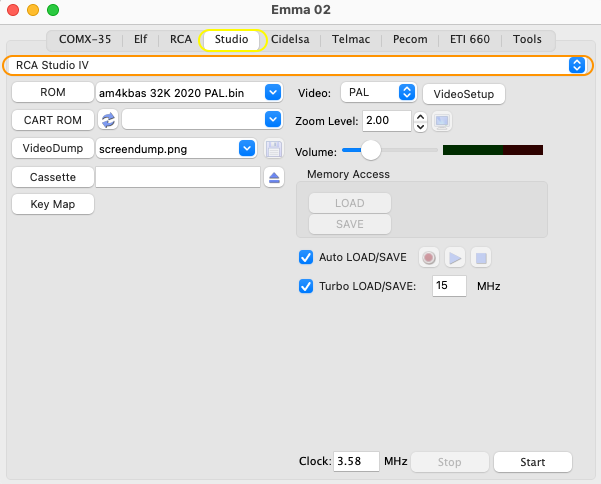 Emma 02
COMX-35 Elf RCA Studio Cidelsa Telmac Pecom ETI 660 Tools
RCA Studio IV
ROM am4kbas 32K 2020 PAL.bin Video: PAL VideoSetup
CART ROM Zoom Level: 2.00
VideoDump screendump.png Volume:
Cassette Memory Access
Key Map LOAD
SAVE
Auto LOAD/SAVE
Turbo LOAD/SAVE: 15 MHz
Clock: 3.58 MHz Stop Start